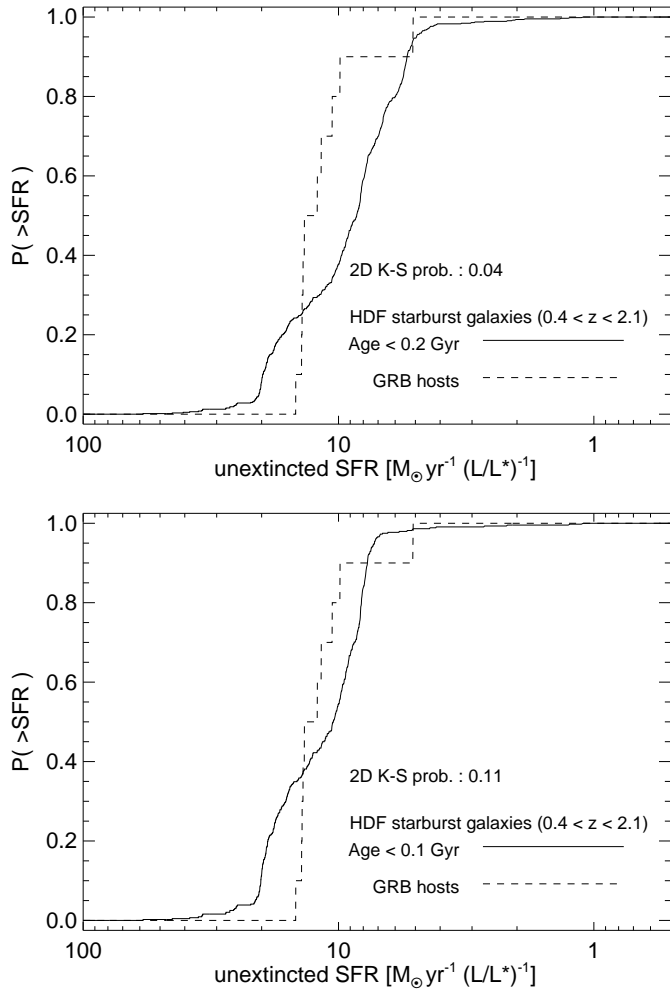 1.0
0.8
0.6
0.4
0.2
0.0
P( >SFR )
2D K-S prob. : 0.04
HDF starburst galaxies (0.4 < z < 2.1)
Age < 0.2 Gyr
GRB hosts
100 10 1
unextincted SFR [M⊙ yr⁻¹ (L/L*)⁻¹]
1.0
0.8
0.6
0.4
0.2
0.0
P( >SFR )
2D K-S prob. : 0.11
HDF starburst galaxies (0.4 < z < 2.1)
Age < 0.1 Gyr
GRB hosts
100 10 1
unextincted SFR [M⊙ yr⁻¹ (L/L*)⁻¹]